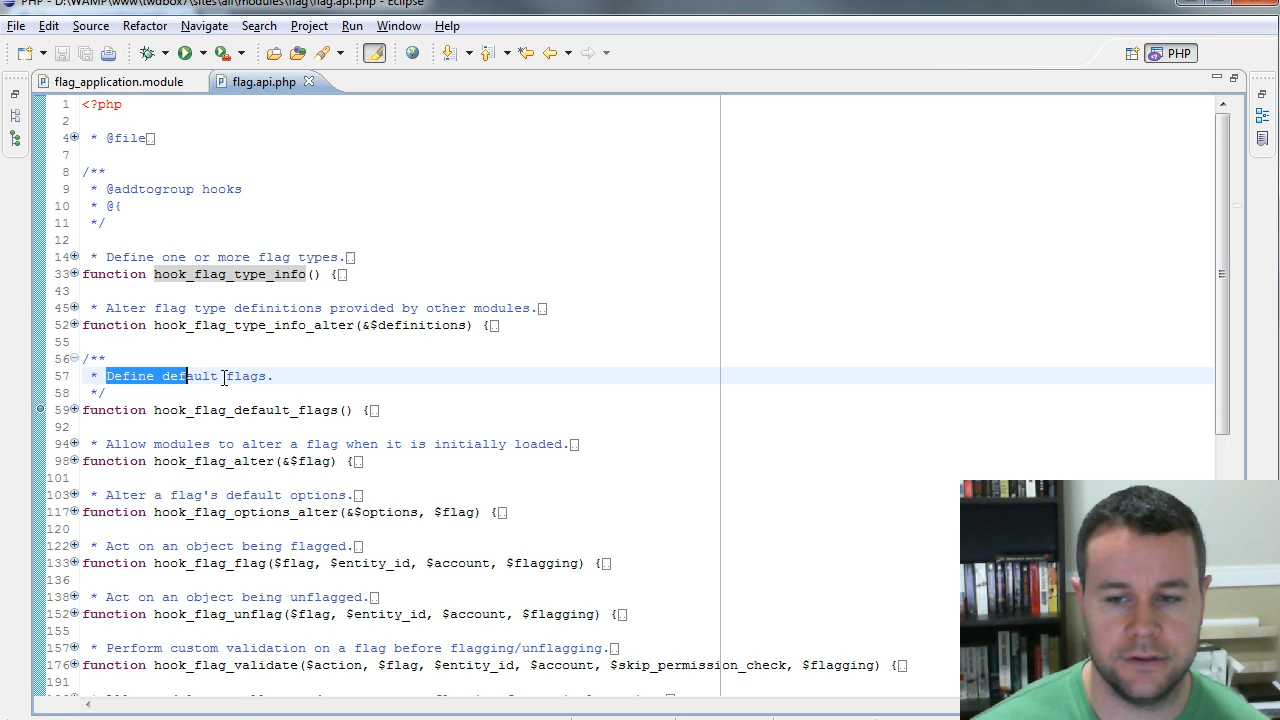 PHP - D:\WAMP\www\twdbox7\sites\all\modules\flag\flag.api.php - Eclipse
File Edit Source Refactor Navigate Search Project Run Window Help
PHP
flag_application.module flag.api.php
1 <?php
2
4 * @file
7
8 /**
9 * @addtogroup hooks
10 * @{
11 */
12
14 * Define one or more flag types.
33 function hook_flag_type_info() {
43
45 * Alter flag type definitions provided by other modules.
52 function hook_flag_type_info_alter(&$definitions) {
55
56 /**
57 * Define default flags.
58 */
59 function hook_flag_default_flags() {
92
94 * Allow modules to alter a flag when it is initially loaded.
98 function hook_flag_alter(&$flag) {
101
103 * Alter a flag's default options.
117 function hook_flag_options_alter(&$options, $flag) {
120
122 * Act on an object being flagged.
133 function hook_flag_flag($flag, $entity_id, $account, $flagging) {
136
138 * Act on an object being unflagged.
152 function hook_flag_unflag($flag, $entity_id, $account, $flagging) {
155
157 * Perform custom validation on a flag before flagging/unflagging.
176 function hook_flag_validate($action, $flag, $entity_id, $account, $skip_permission_check, $flagging) {
191